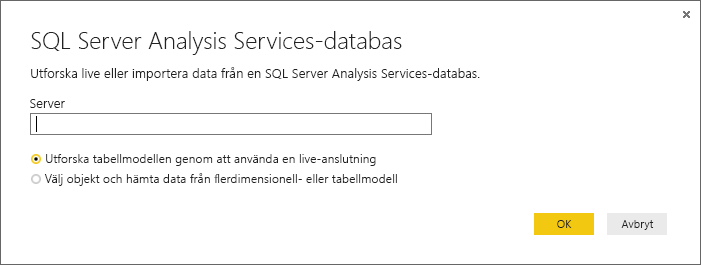 SQL Server Analysis Services-databas
Utforska live eller importera data från en SQL Server Analysis Services-databas.
Server
Utforska tabellmodellen genom att använda en live-anslutning
Välj objekt och hämta data från flerdimensionell- eller tabellmodell
OK Avbryt